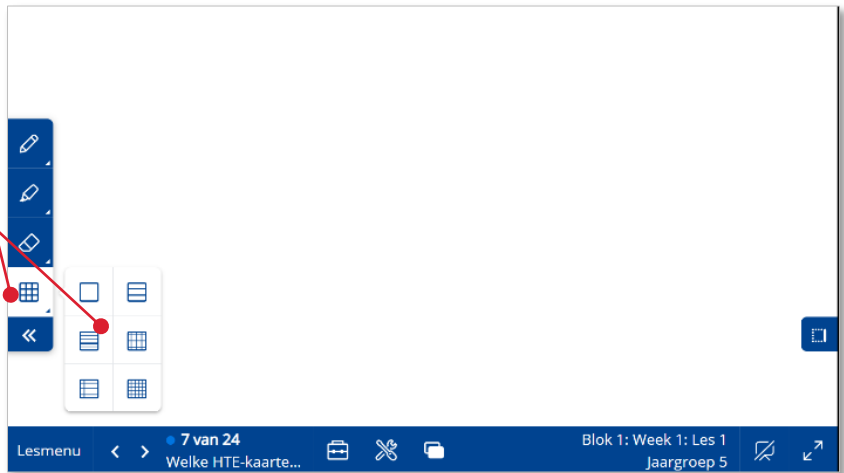 Lesmenu
7 van 24
Welke HTE-kaarte...
Blok 1: Week 1: Les 1
Jaargroep 5